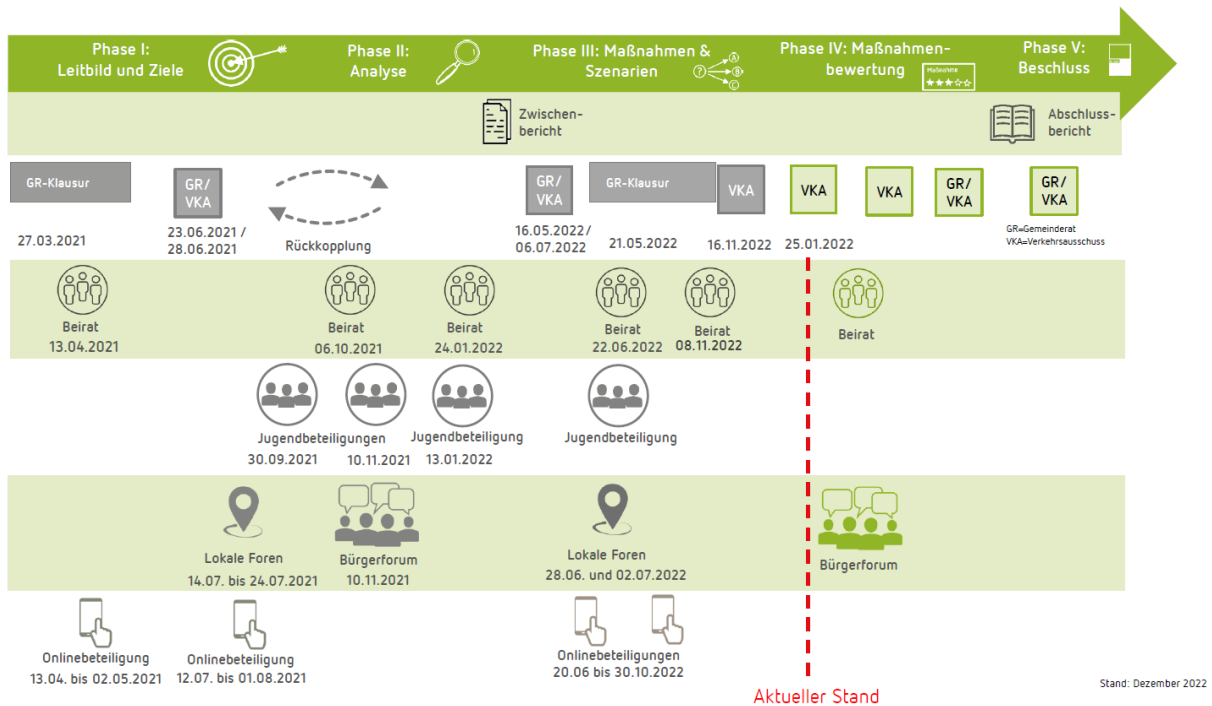 Phase I:
Leitbild und Ziele
Phase II:
Analyse
Phase III: Maßnahmen &
Szenarien
?
A
B
C
Phase IV: Maßnahmen-
bewertung
Maßnahme
Phase V:
Beschluss
Zwischen-
bericht
Abschluss-
bericht
GR-Klausur
27.03.2021
GR/
VKA
23.06.2021 /
28.06.2021
Rückkopplung
GR/
VKA
16.05.2022/
06.07.2022
GR-Klausur
21.05.2022
VKA
16.11.2022
VKA
25.01.2022
VKA
GR/
VKA
GR/
VKA
GR=Gemeinderat
VKA=Verkehrsausschuss
Beirat
13.04.2021
Beirat
06.10.2021
Beirat
24.01.2022
Beirat
22.06.2022
Beirat
08.11.2022
Beirat
Jugendbeteiligungen
30.09.2021
10.11.2021
Jugendbeteiligung
13.01.2022
Jugendbeteiligung
Lokale Foren
14.07. bis 24.07.2021
Bürgerforum
10.11.2021
Lokale Foren
28.06. und 02.07.2022
Bürgerforum
Onlinebeteiligung
13.04. bis 02.05.2021
Onlinebeteiligung
12.07. bis 01.08.2021
Onlinebeteiligungen
20.06 bis 30.10.2022
Aktueller Stand
Stand: Dezember 2022